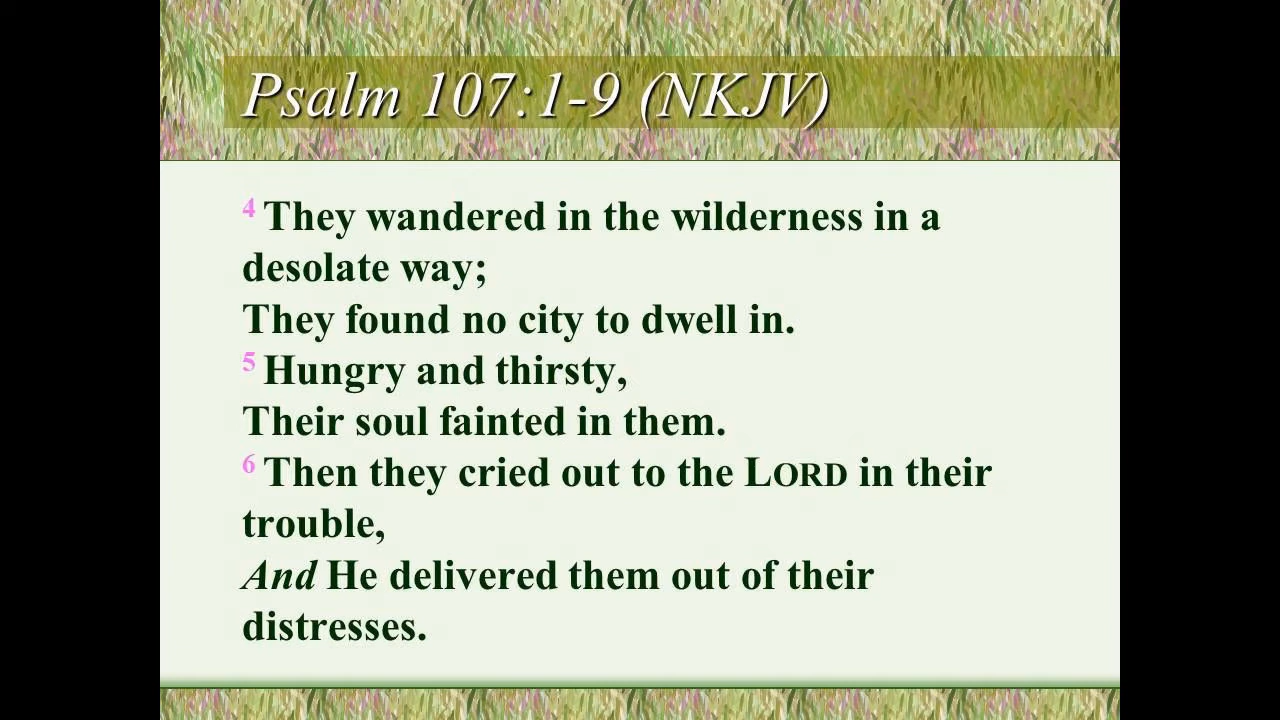 Psalm 107:1-9 (NKJV)
4 They wandered in the wilderness in a
desolate way;
They found no city to dwell in.
5 Hungry and thirsty,
Their soul fainted in them.
6 Then they cried out to the LORD in their
trouble,
And He delivered them out of their
distresses.